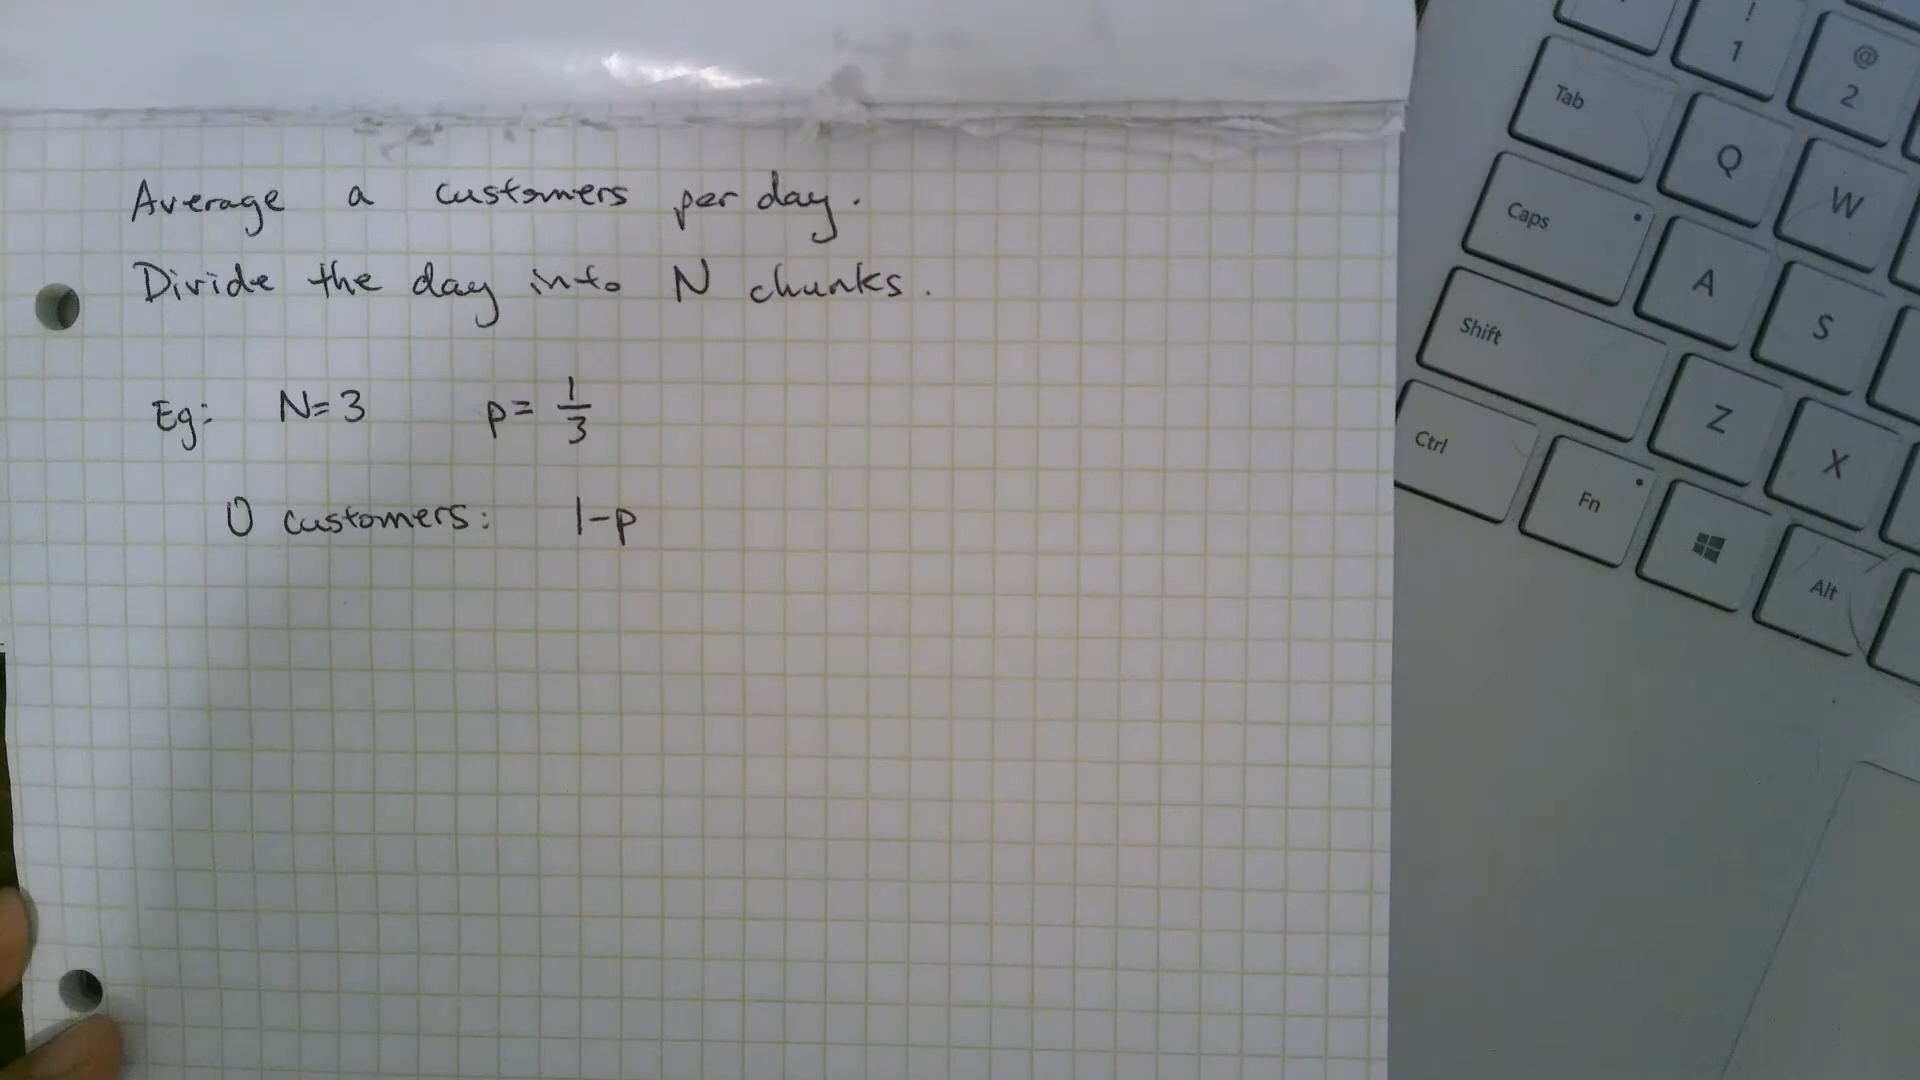 Average a customers per day.
Divide the day into N chunks.
Eg: N=3 p= 1/3
0 customers: 1-p
! 1
@ 2
Tab Q W
Caps A S
Shift Z X
Ctrl Fn Alt